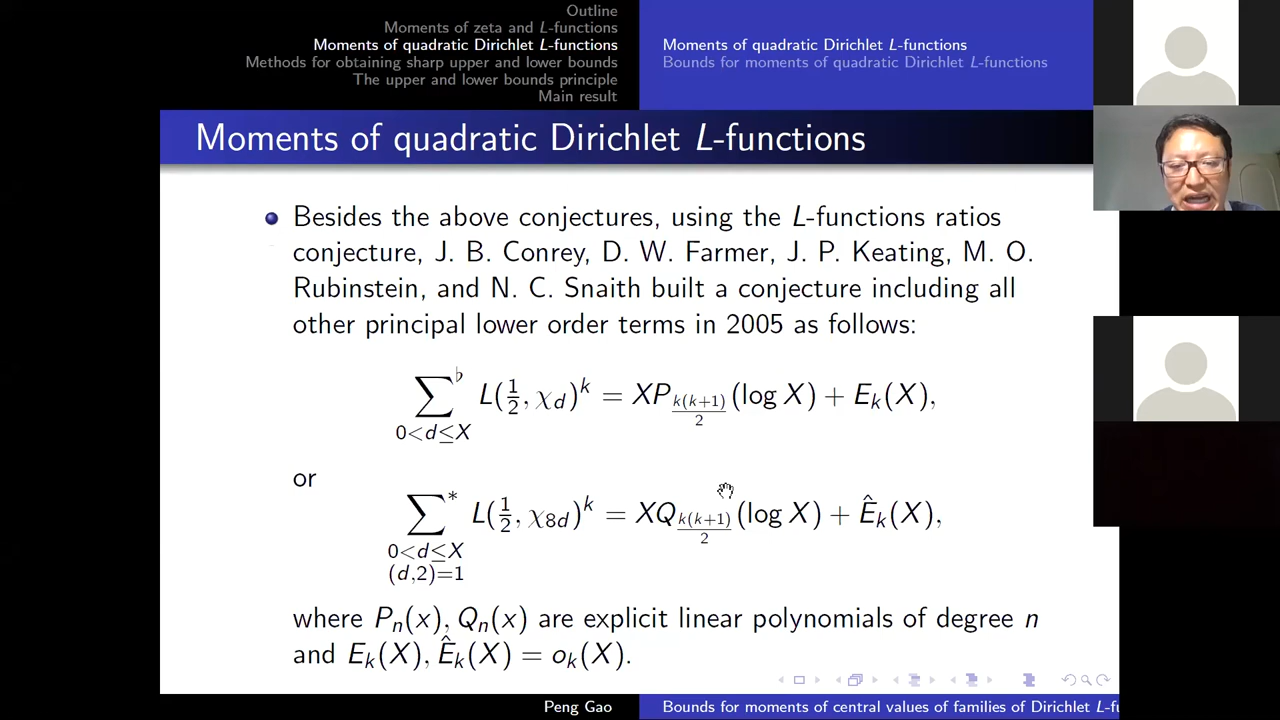 Outline
Moments of zeta and L-functions
Moments of quadratic Dirichlet L-functions
Methods for obtaining sharp upper and lower bounds
The upper and lower bounds principle
Main result
Moments of quadratic Dirichlet L-functions
Bounds for moments of quadratic Dirichlet L-functions
Moments of quadratic Dirichlet L-functions
Besides the above conjectures, using the L-functions ratios
conjecture, J. B. Conrey, D. W. Farmer, J. P. Keating, M. O.
Rubinstein, and N. C. Snaith built a conjecture including all
other principal lower order terms in 2005 as follows:
∑♭_{0<d≤X} L(1/2, χ_d)^k = XP_{k(k+1)/2}(log X) + E_k(X),
or
∑*_{0<d≤X, (d,2)=1} L(1/2, χ_{8d})^k = XQ_{k(k+1)/2}(log X) + Ê_k(X),
where P_n(x), Q_n(x) are explicit linear polynomials of degree n
and E_k(X), Ê_k(X) = o_k(X).
Peng Gao
Bounds for moments of central values of families of Dirichlet L-fu